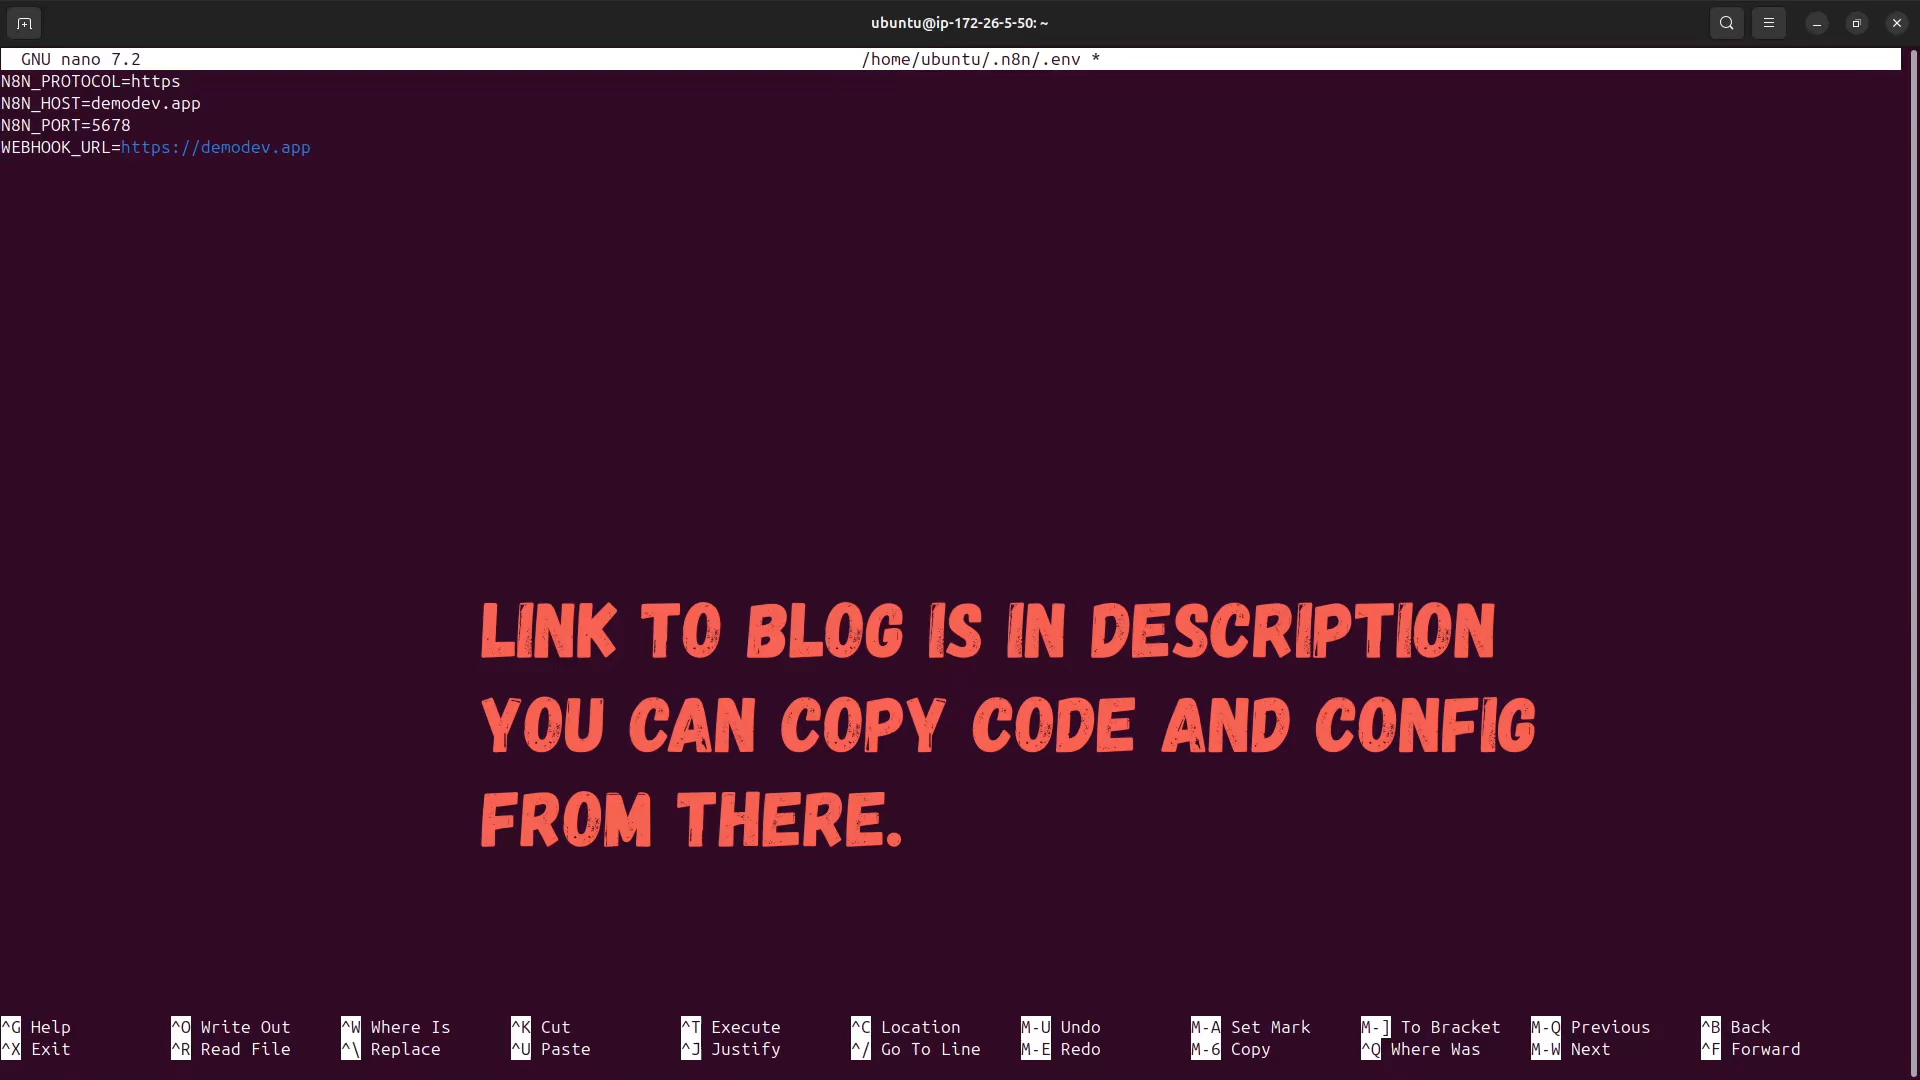 ubuntu@ip-172-26-5-50: ~
GNU nano 7.2 /home/ubuntu/.n8n/.env *
N8N_PROTOCOL=https
N8N_HOST=demodev.app
N8N_PORT=5678
WEBHOOK_URL=https://demodev.app
LINK TO BLOG IS IN DESCRIPTION
YOU CAN COPY CODE AND CONFIG
FROM THERE.
^G Help ^O Write Out ^W Where Is ^K Cut ^T Execute ^C Location M-U Undo M-A Set Mark M-] To Bracket M-Q Previous ^B Back
^X Exit ^R Read File ^\ Replace ^U Paste ^J Justify ^/ Go To Line M-E Redo M-6 Copy ^Q Where Was M-W Next ^F Forward